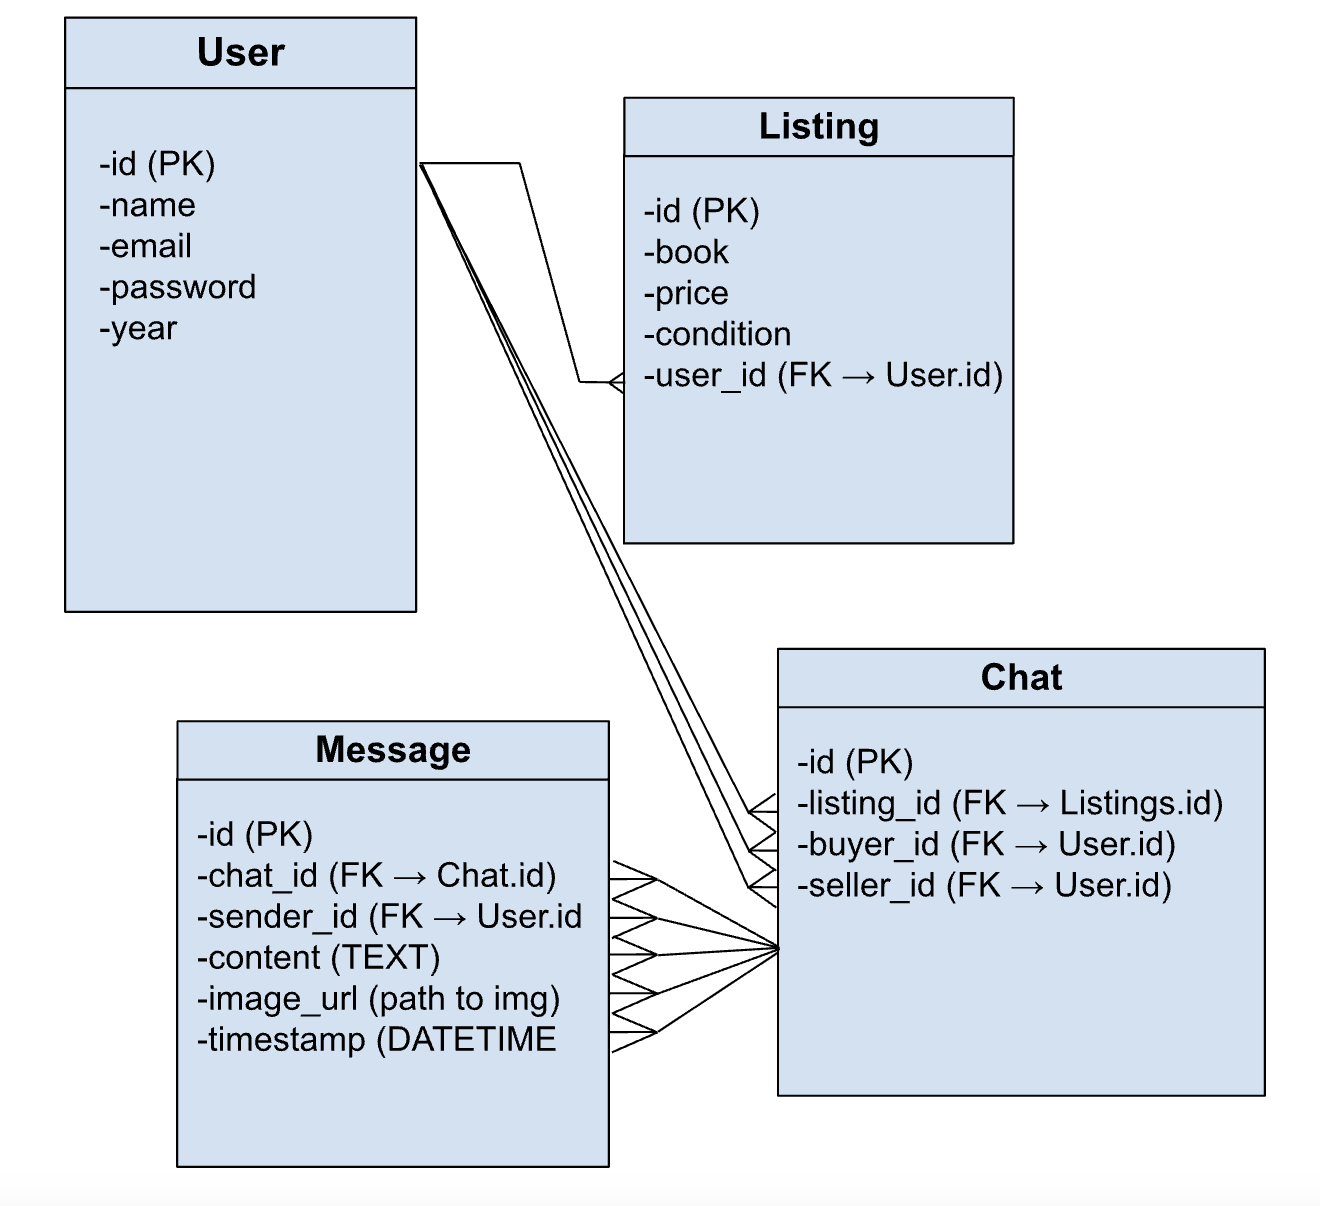 User
-id (PK)
-name
-email
-password
-year
Listing
-id (PK)
-book
-price
-condition
-user_id (FK → User.id)
Chat
-id (PK)
-listing_id (FK → Listings.id)
-buyer_id (FK → User.id)
-seller_id (FK → User.id)
Message
-id (PK)
-chat_id (FK → Chat.id)
-sender_id (FK → User.id
-content (TEXT)
-image_url (path to img)
-timestamp (DATETIME